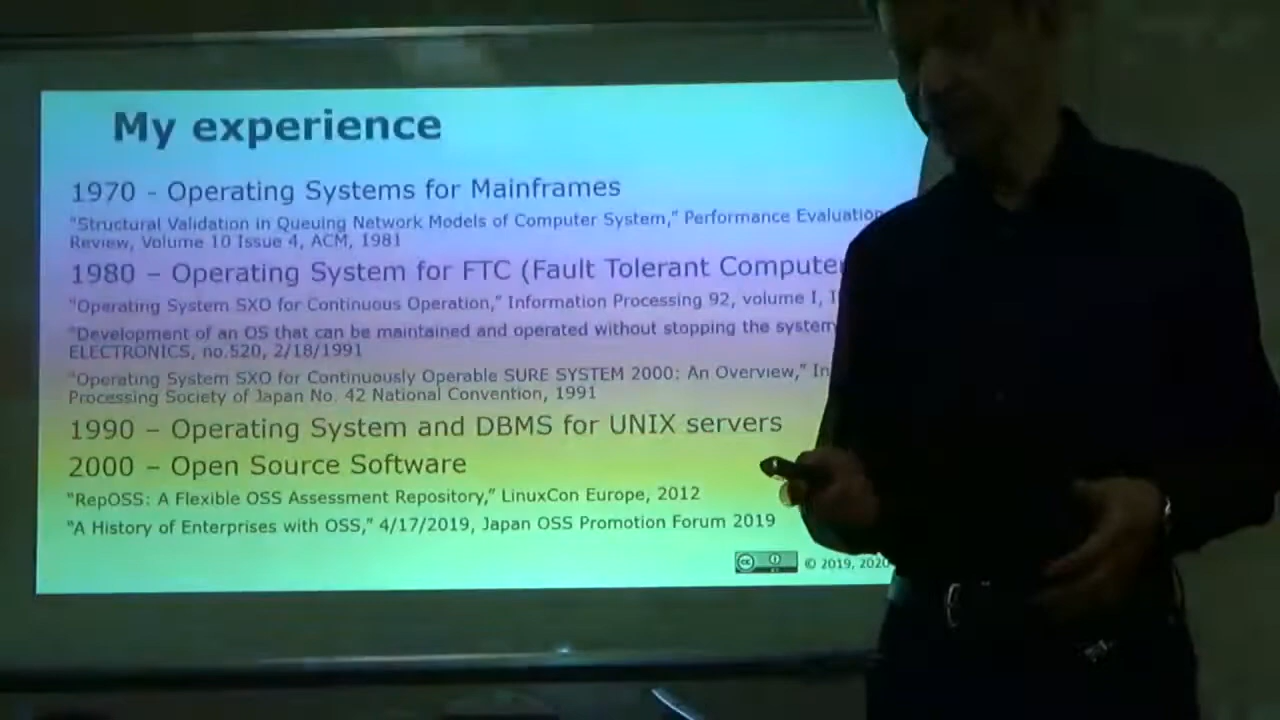 My experience
1970 - Operating Systems for Mainframes
"Structural Validation in Queuing Network Models of Computer System," Performance Evaluation
Review, Volume 10 Issue 4, ACM, 1981
1980 – Operating System for FTC (Fault Tolerant Computer
"Operating System SXO for Continuous Operation," Information Processing 92, volume I,
"Development of an OS that can be maintained and operated without stopping the system
ELECTRONICS, no.520, 2/18/1991
"Operating System SXO for Continuously Operable SURE SYSTEM 2000: An Overview," In
Processing Society of Japan No. 42 National Convention, 1991
1990 – Operating System and DBMS for UNIX servers
2000 – Open Source Software
"RepOSS: A Flexible OSS Assessment Repository," LinuxCon Europe, 2012
"A History of Enterprises with OSS," 4/17/2019, Japan OSS Promotion Forum 2019
cc © 2019, 2020